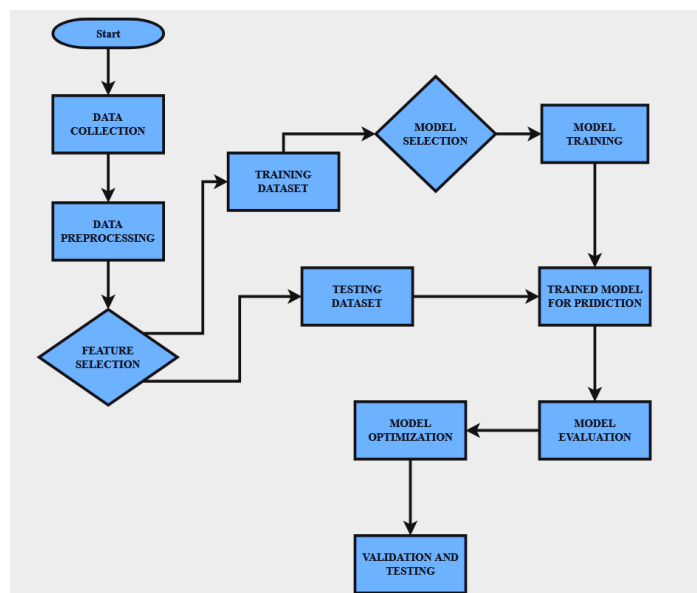 Start
DATA
COLLECTION
DATA
PREPROCESSING
FEATURE
SELECTION
TRAINING
DATASET
MODEL
SELECTION
MODEL
TRAINING
TESTING
DATASET
TRAINED MODEL
FOR PRIDICTION
MODEL
EVALUATION
MODEL
OPTIMIZATION
VALIDATION AND
TESTING